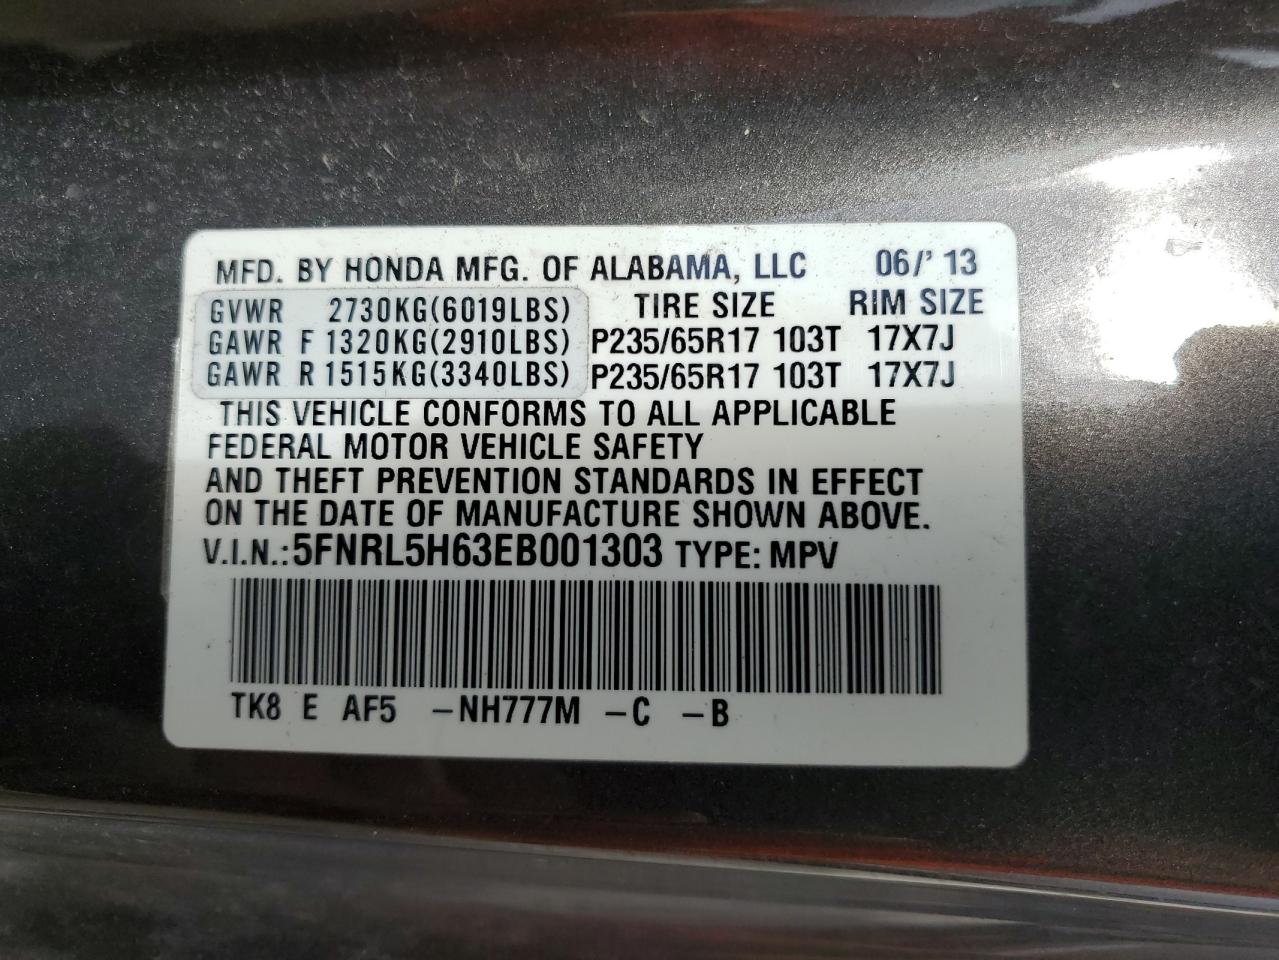 MFD. BY HONDA MFG. OF ALABAMA, LLC 06/' 13
GVWR 2730KG(6019LBS) TIRE SIZE RIM SIZE
GAWR F 1320KG(2910LBS) P235/65R17 103T 17X7J
GAWR R 1515KG(3340LBS) P235/65R17 103T 17X7J
THIS VEHICLE CONFORMS TO ALL APPLICABLE
FEDERAL MOTOR VEHICLE SAFETY
AND THEFT PREVENTION STANDARDS IN EFFECT
ON THE DATE OF MANUFACTURE SHOWN ABOVE.
V.I.N.:5FNRL5H63EB001303 TYPE: MPV
TK8 E AF5 -NH777M -C -B